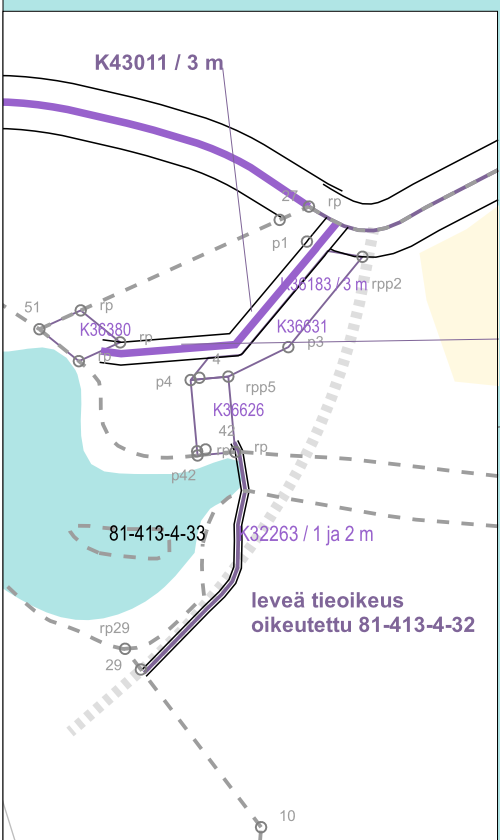 K43011 / 3 m
27
rp
p1
K36183 / 3 m
rpp2
51
rp
K36380
rp
K36631
p3
rp
4
p4
rpp5
K36626
42
rp
rp
p42
81-413-4-33
K32263 / 1 ja 2 m
leveä tieoikeus
oikeutettu 81-413-4-32
rp29
29
10